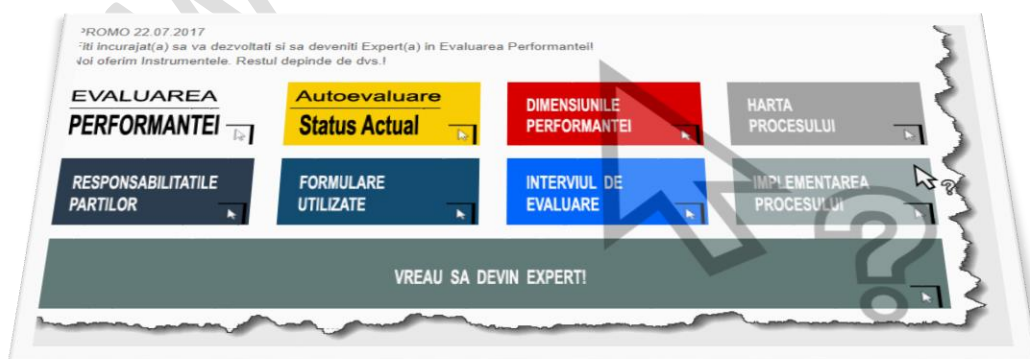 PROMO 22.07.2017
Fiti incurajat(a) sa va dezvoltati si sa deveniti Expert(a) in Evaluarea Performantei!
Noi oferim Instrumentele. Restul depinde de dvs.!
EVALUAREA
PERFORMANTEI
Autoevaluare
Status Actual
DIMENSIUNILE
PERFORMANTEI
HARTA
PROCESULUI
RESPONSABILITATILE
PARTILOR
FORMULARE
UTILIZATE
INTERVIUL DE
EVALUARE
IMPLEMENTAREA
PROCESULUI
VREAU SA DEVIN EXPERT!